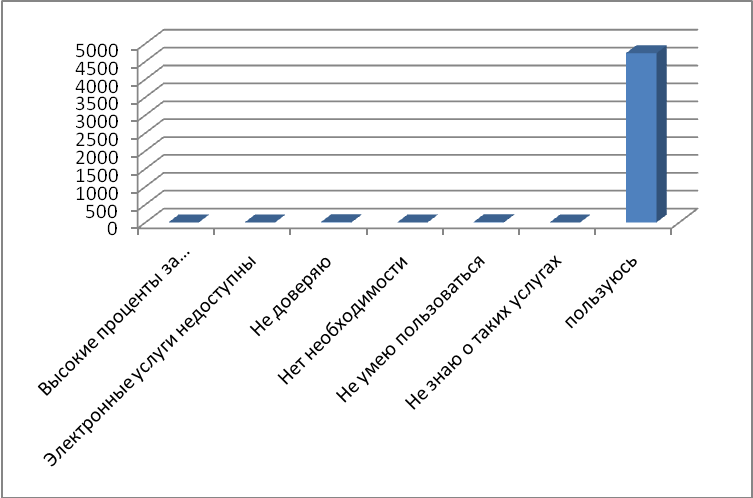 5000
4500
4000
3500
3000
2500
2000
1500
1000
500
0
Высокие проценты за...
Электронные услуги недоступны
Не доверяю
Нет необходимости
Не умею пользоваться
Не знаю о таких услугах
пользуюсь